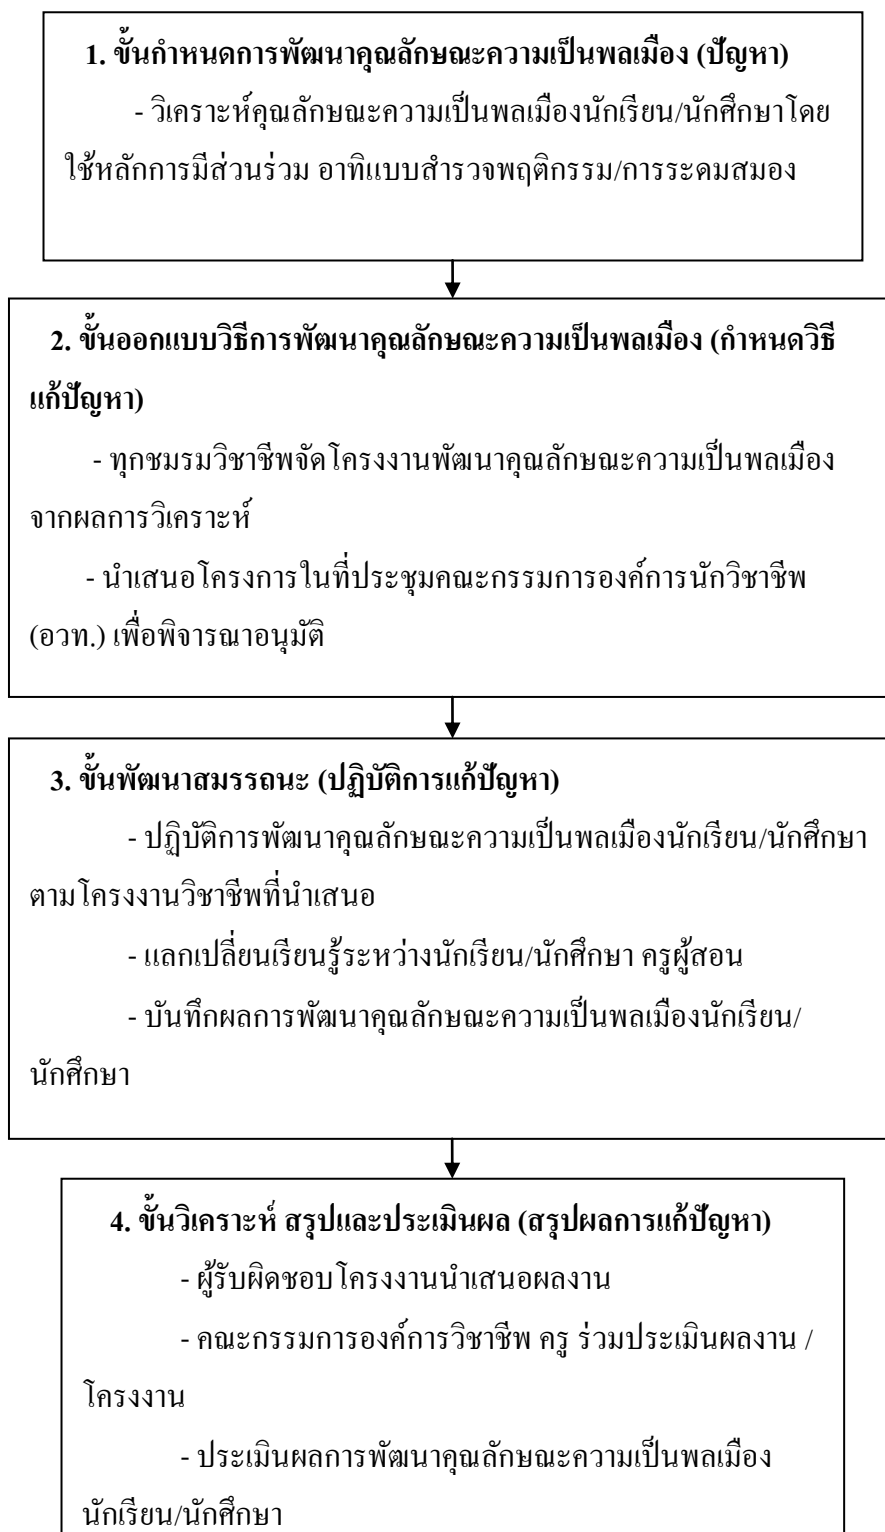 1. ขั้นกำหนดการพัฒนาคุณลักษณะความเป็นพลเมือง (ปัญหา)
- วิเคราะห์คุณลักษณะความเป็นพลเมืองนักเรียน/นักศึกษาโดย
ใช้หลักการมีส่วนร่วม อาทิแบบสำรวจพฤติกรรม/การระดมสมอง
2. ขั้นออกแบบวิธีการพัฒนาคุณลักษณะความเป็นพลเมือง (กำหนดวิธี
แก้ปัญหา)
- ทุกชมรมวิชาชีพจัดโครงงานพัฒนาคุณลักษณะความเป็นพลเมือง
จากผลการวิเคราะห์
- นำเสนอโครงการในที่ประชุมคณะกรรมการองค์การนักวิชาชีพ
(อวท.) เพื่อพิจารณาอนุมัติ
3. ขั้นพัฒนาสมรรถนะ (ปฏิบัติการแก้ปัญหา)
- ปฏิบัติการพัฒนาคุณลักษณะความเป็นพลเมืองนักเรียน/นักศึกษา
ตามโครงงานวิชาชีพที่นำเสนอ
- แลกเปลี่ยนเรียนรู้ระหว่างนักเรียน/นักศึกษา ครูผู้สอน
- บันทึกผลการพัฒนาคุณลักษณะความเป็นพลเมืองนักเรียน/
นักศึกษา
4. ขั้นวิเคราะห์ สรุปและประเมินผล (สรุปผลการแก้ปัญหา)
- ผู้รับผิดชอบโครงงานนำเสนอผลงาน
- คณะกรรมการองค์การวิชาชีพ ครู ร่วมประเมินผลงาน /
โครงงาน
- ประเมินผลการพัฒนาคุณลักษณะความเป็นพลเมือง
นักเรียน/นักศึกษา